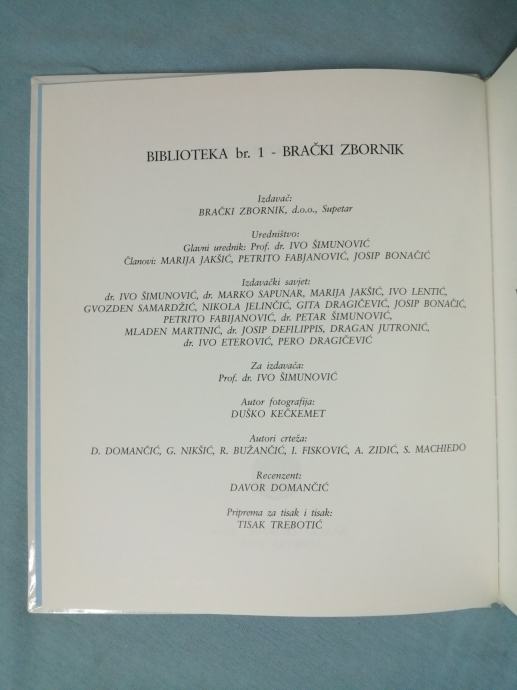 BIBLIOTEKA br. 1 - BRAČKI ZBORNIK
Izdavač:
BRAČKI ZBORNIK, d.o.o., Supetar
Uredništvo:
Glavni urednik: Prof. dr. IVO ŠIMUNOVIĆ
Članovi: MARIJA JAKŠIĆ, PETRITO FABJANOVIĆ, JOSIP BONAČIĆ
Izdavački savjet:
dr. IVO ŠIMUNOVIĆ, dr. MARKO SAPUNAR, MARIJA JAKŠIĆ, IVO LENTIĆ,
GVOZDEN SAMARDŽIĆ, NIKOLA JELINČIĆ, GITA DRAGIČEVIĆ, JOSIP BONAČIĆ,
PETRITO FABIJANOVIĆ, dr. PETAR ŠIMUNOVIĆ,
MLADEN MARTINIĆ, dr. JOSIP DEFILIPPIS, DRAGAN JUTRONIĆ,
dr. IVO ETEROVIĆ, PERO DRAGIČEVIĆ
Za izdavača:
Prof. dr. IVO ŠIMUNOVIĆ
Autor fotografija:
DUŠKO KEČKEMET
Autori crteža:
D. DOMANČIĆ, G. NIKŠIĆ, R. BUŽANČIĆ, I. FISKOVIĆ, A. ZIDIĆ, S. MACHIEDO
Recenzent:
DAVOR DOMANČIĆ
Priprema za tisak i tisak:
TISAK TREBOTIĆ